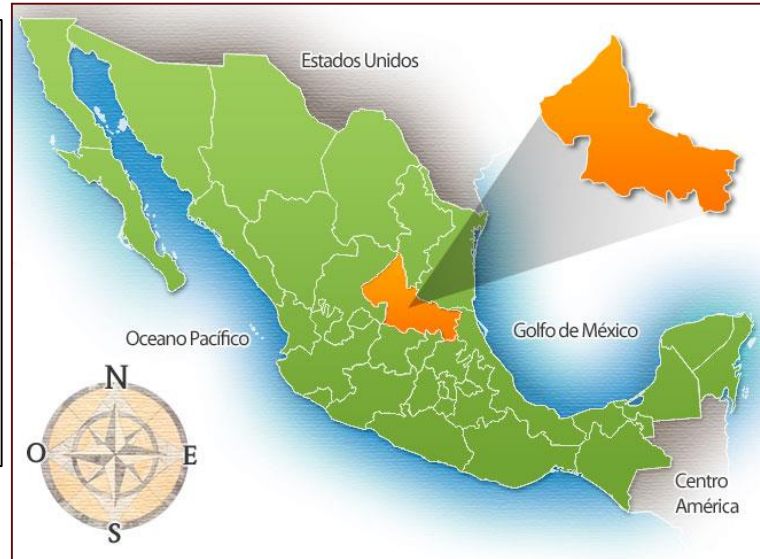 Estados Unidos
Oceano Pacífico
Golfo de México
Centro
América
N
O
E
S